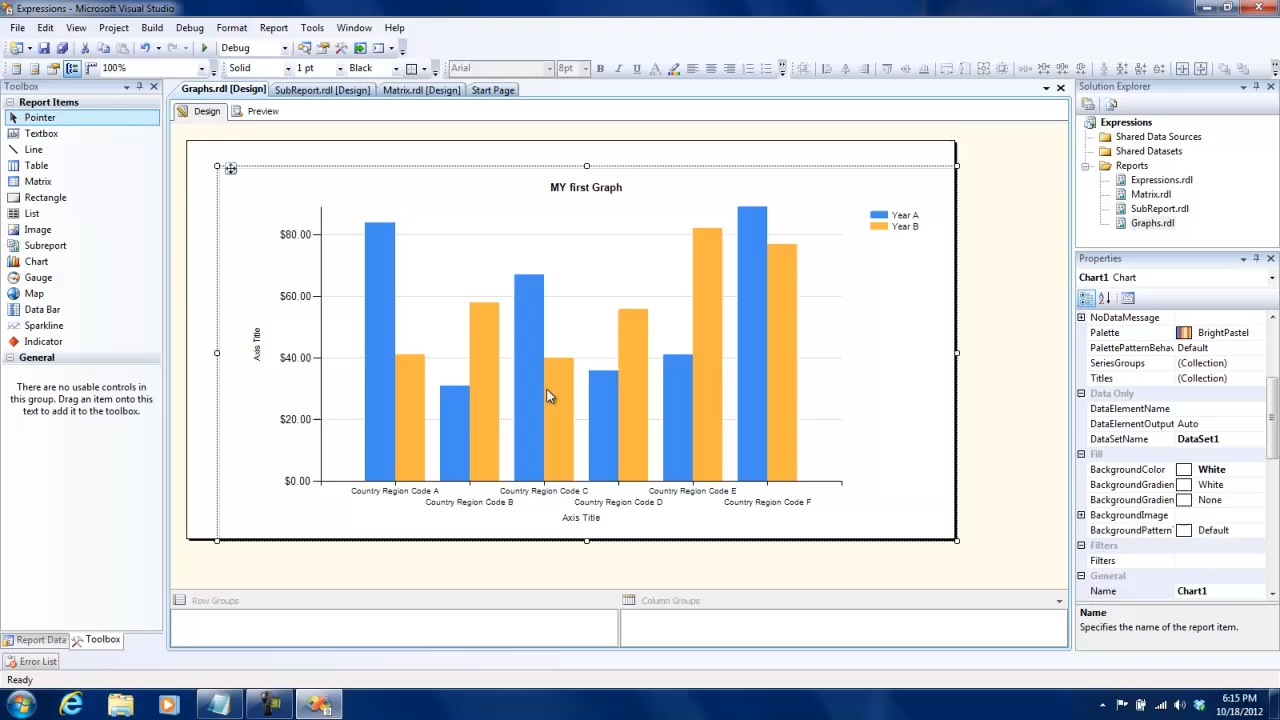 Expressions - Microsoft Visual Studio
File Edit View Project Build Debug Format Report Tools Window Help
Debug
100% Solid 1 pt Black Arial 8pt B I U A
Toolbox
Report Items
Pointer
Textbox
Line
Table
Matrix
Rectangle
List
Image
Subreport
Chart
Gauge
Map
Data Bar
Sparkline
Indicator
General
There are no usable controls in
this group. Drag an item onto this
text to add it to the toolbox.
Report Data Toolbox
Error List
Ready
Graphs.rdl [Design] SubReport.rdl [Design] Matrix.rdl [Design] Start Page
Design Preview
MY first Graph
Year A
Year B
$80.00
$60.00
$40.00
$20.00
$0.00
Axis Title
Country Region Code A Country Region Code C Country Region Code E
Country Region Code B Country Region Code D Country Region Code F
Axis Title
Row Groups Column Groups
Solution Explorer
Expressions
Shared Data Sources
Shared Datasets
Reports
Expressions.rdl
Matrix.rdl
SubReport.rdl
Graphs.rdl
Properties
Chart1 Chart
NoDataMessage
Palette BrightPastel
PalettePatternBehav Default
SeriesGroups (Collection)
Titles (Collection)
Data Only
DataElementName
DataElementOutput Auto
DataSetName DataSet1
Fill
BackgroundColor White
BackgroundGradien White
BackgroundGradien None
BackgroundImage
BackgroundPattern Default
Filters
Filters
General
Name Chart1
Name
Specifies the name of the report item.
6:15 PM
10/18/2012